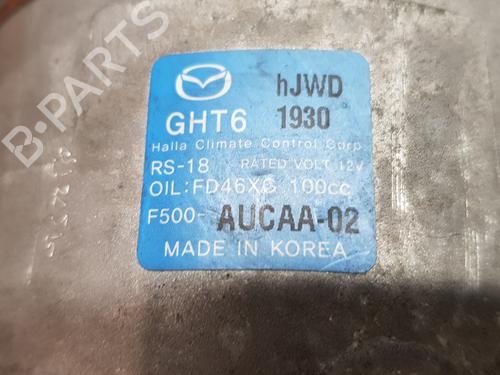 hJWD
GHT6 1930
Halla Climate Control Corp
RS-18 RATED VOLT 12V
OIL:FD46XG 100cc
F500-AUCAA-02
MADE IN KOREA